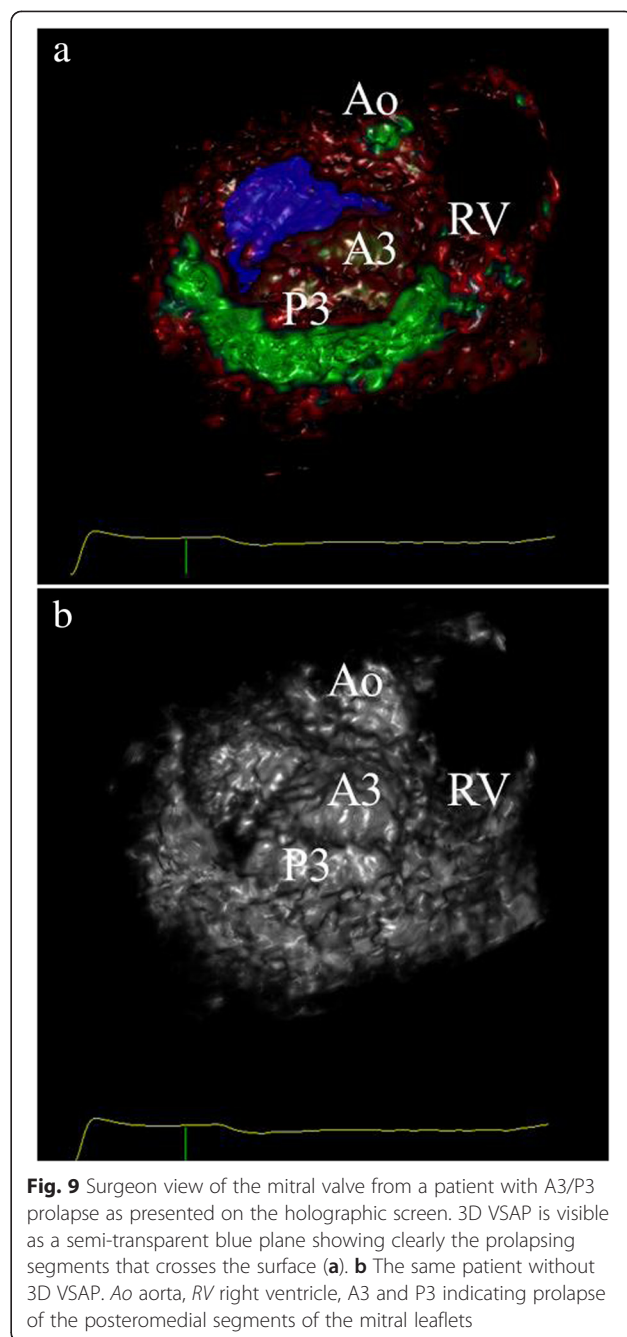 a
Ao
RV
A3
P3
b
Ao
A3
RV
P3
Fig. 9 Surgeon view of the mitral valve from a patient with A3/P3
prolapse as presented on the holographic screen. 3D VSAP is visible
as a semi-transparent blue plane showing clearly the prolapsing
segments that crosses the surface (a). b The same patient without
3D VSAP. Ao aorta, RV right ventricle, A3 and P3 indicating prolapse
of the posteromedial segments of the mitral leaflets